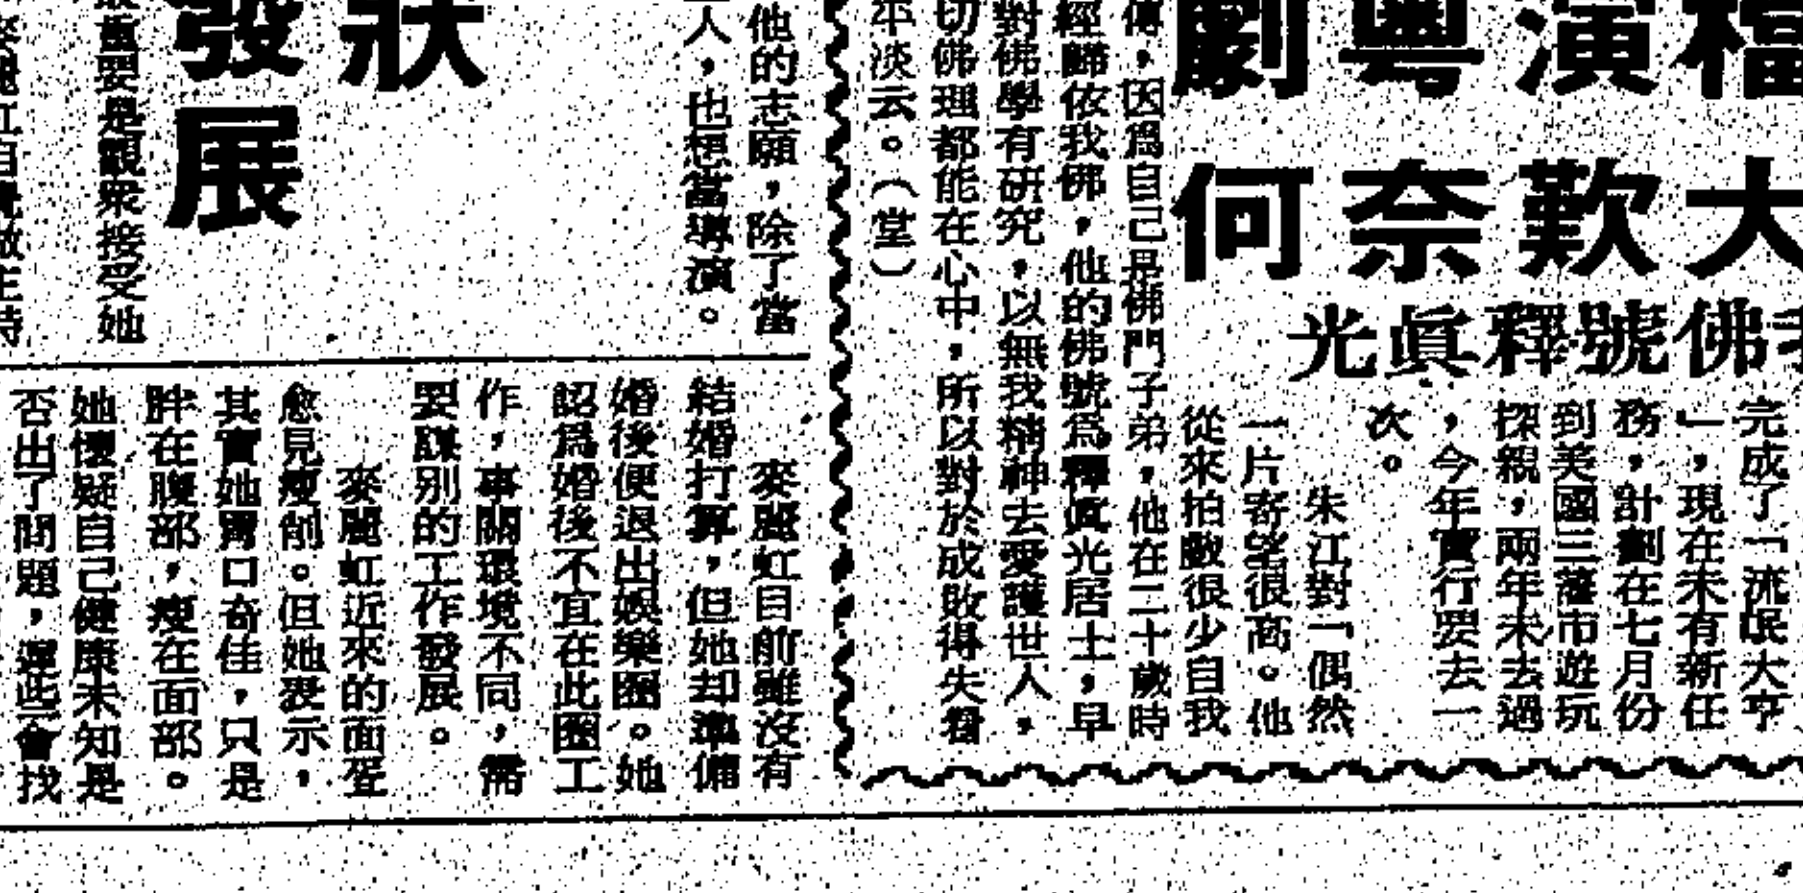 檔演粵劇
大歎奈何
佛號釋眞光
完成了「流氓大亨
」，現在未有新任
務，計劃在七月份
到美國三藩市遊玩
探親，兩年未去過
，今年實行要去一
次。
朱江對「偶然
一片寄望很高。他
從來拍戲很少自我
傳，因爲自己是佛門子弟，他在二十歲時
經歸依我佛，他的佛號爲釋眞光居士，早
對佛學有研究，以無我精神去愛護世人，
切佛理都能在心中，所以對於成敗得失看
平淡云。（堂）
狀
發展
他的志願，除了當
人，也想當導演。
最重要是觀衆接受她
麥麗虹目前雖沒有
結婚打算，但她却準備
婚後便退出娛樂圈。她
認爲婚後不宜在此圈工
作，事關環境不同，需
要謀別的工作發展。
麥麗虹近來的面型
愈見瘦削。但她表示，
其實她胃口奇佳，只是
胖在腹部，瘦在面部。
她懷疑自己健康未知是
否出了問題，遲些會找